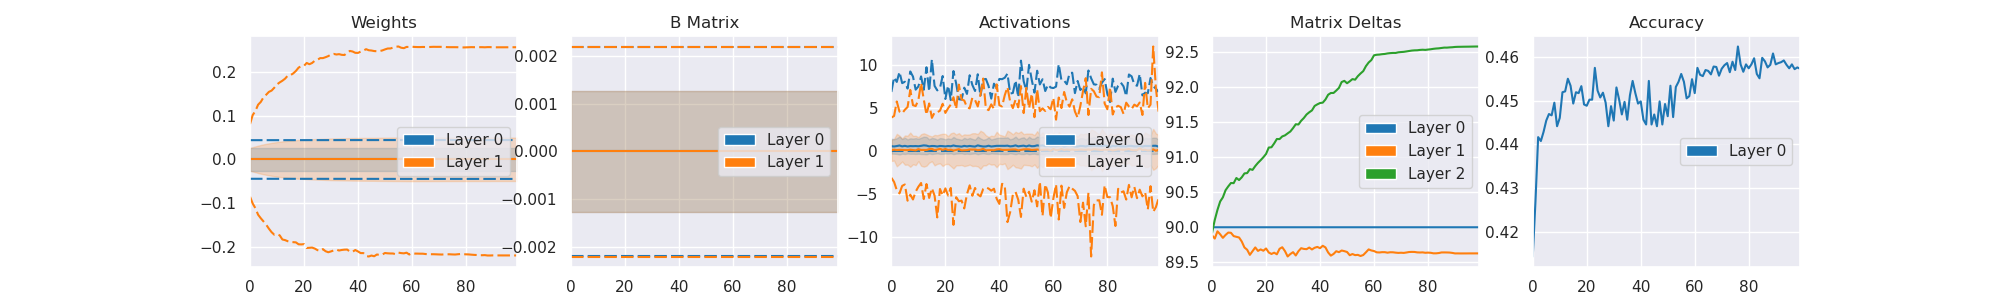 Weights
0.2
0.1
0.0
−0.1
−0.2
0 20 40 60 80
Layer 0
Layer 1
B Matrix
0.002
0.001
0.000
−0.001
−0.002
0 20 40 60 80
Layer 0
Layer 1
Activations
10
5
0
−5
−10
0 20 40 60 80
Layer 0
Layer 1
Matrix Deltas
92.5
92.0
91.5
91.0
90.5
90.0
89.5
0 20 40 60 80
Layer 0
Layer 1
Layer 2
Accuracy
0.46
0.45
0.44
0.43
0.42
0 20 40 60 80
Layer 0